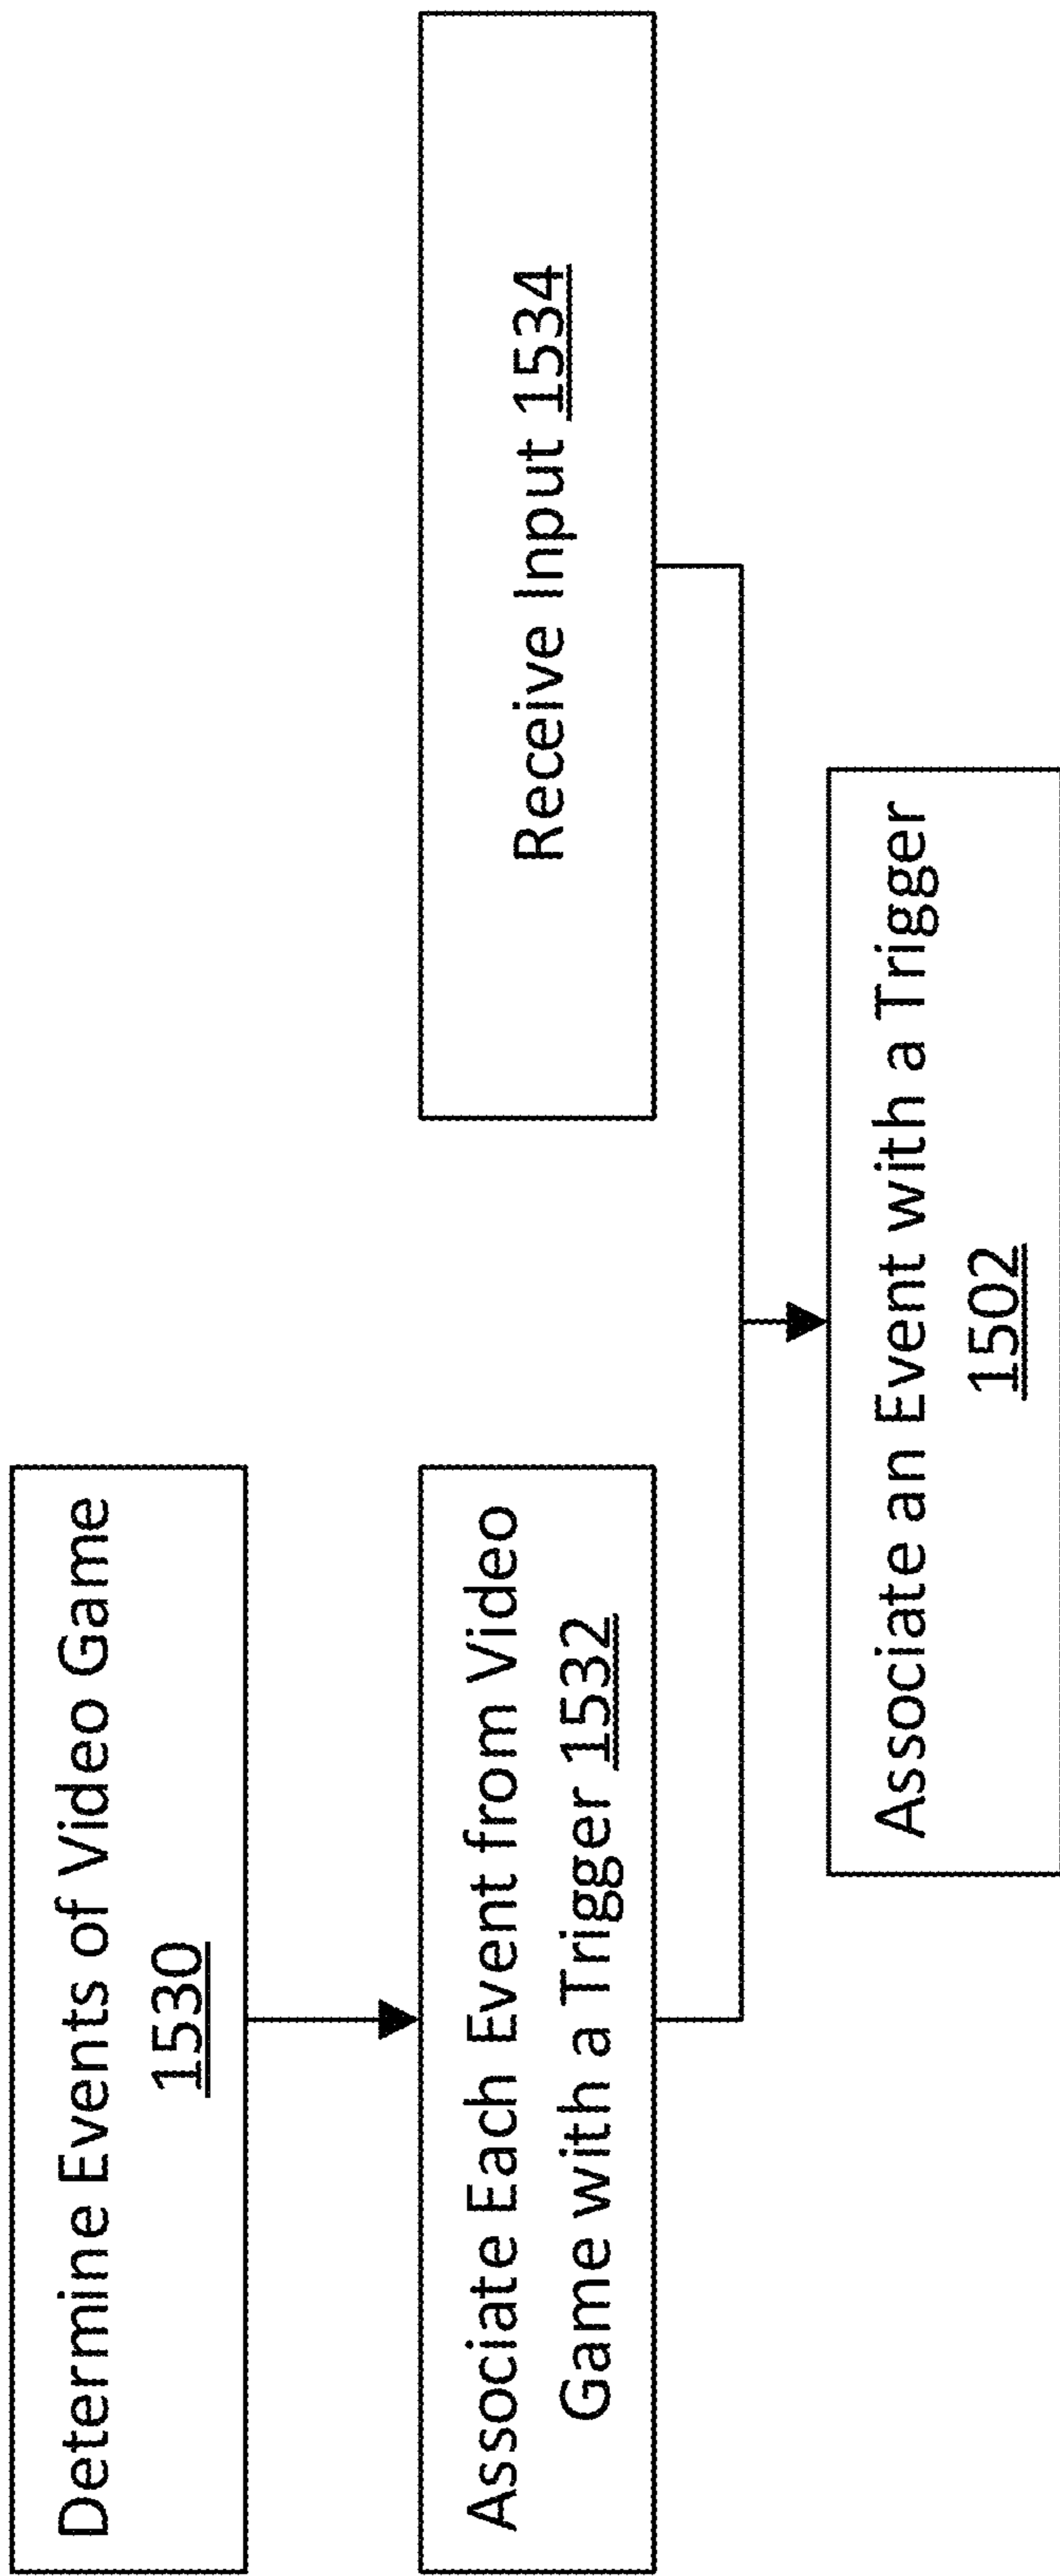 Determine Events of Video Game
1530
Associate Each Event from Video
Game with a Trigger 1532
Receive Input 1534
Associate an Event with a Trigger
1502